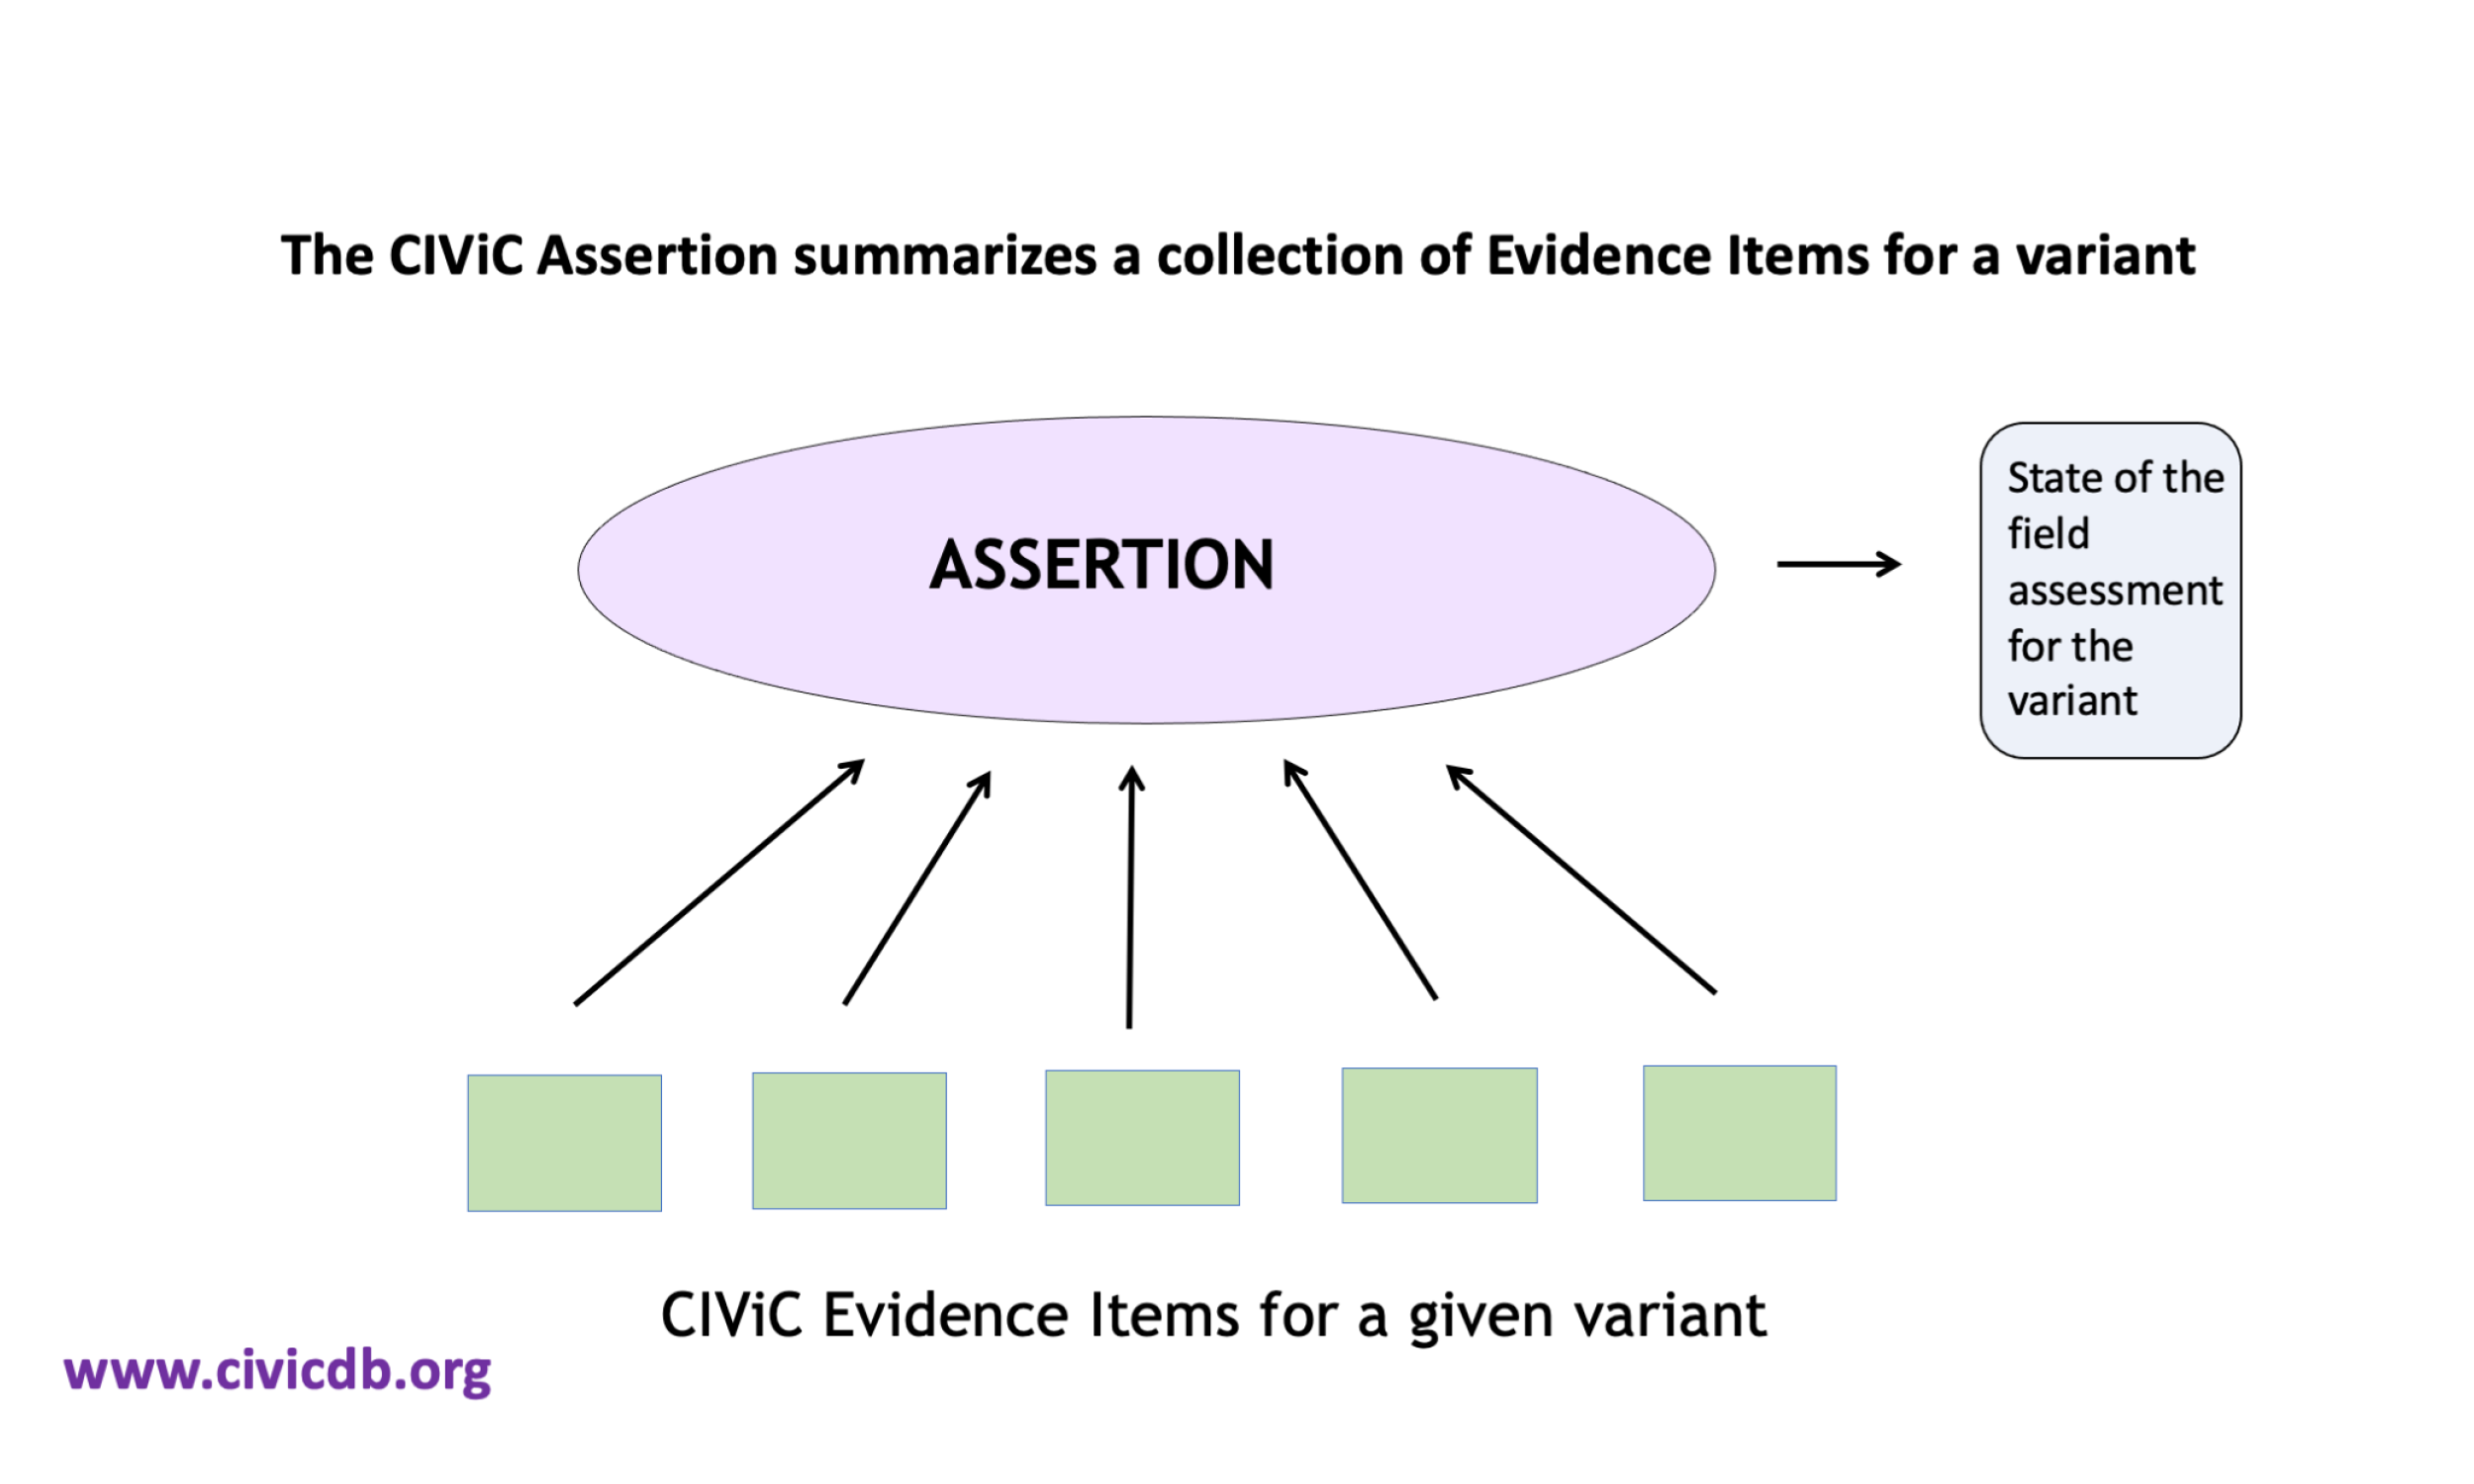 The CIViC Assertion summarizes a collection of Evidence Items for a variant
ASSERTION
State of the
field
assessment
for the
variant
CIViC Evidence Items for a given variant
www.civicdb.org